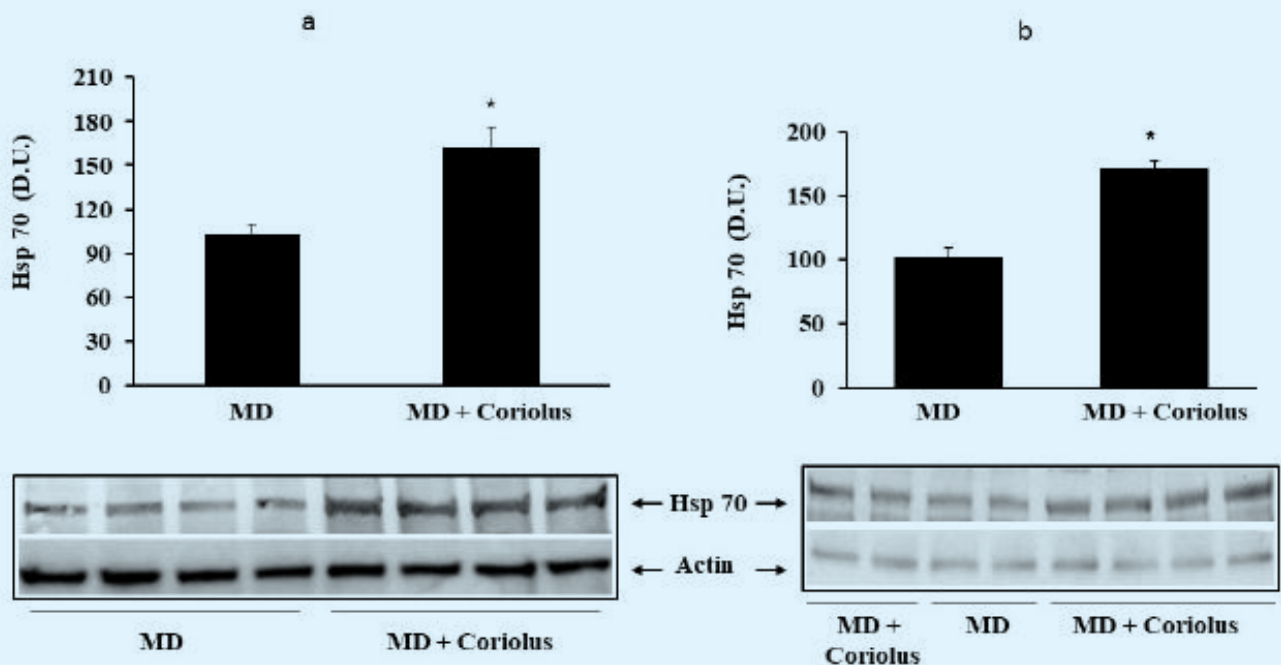 a
Hsp 70 (D.U.)
210
180
150
120
90
60
30
0
*
MD
MD + Coriolus
b
Hsp 70 (D.U.)
200
150
100
50
0
*
MD
MD + Coriolus
Hsp 70
Actin
MD
MD + Coriolus
MD +
Coriolus
MD
MD + Coriolus